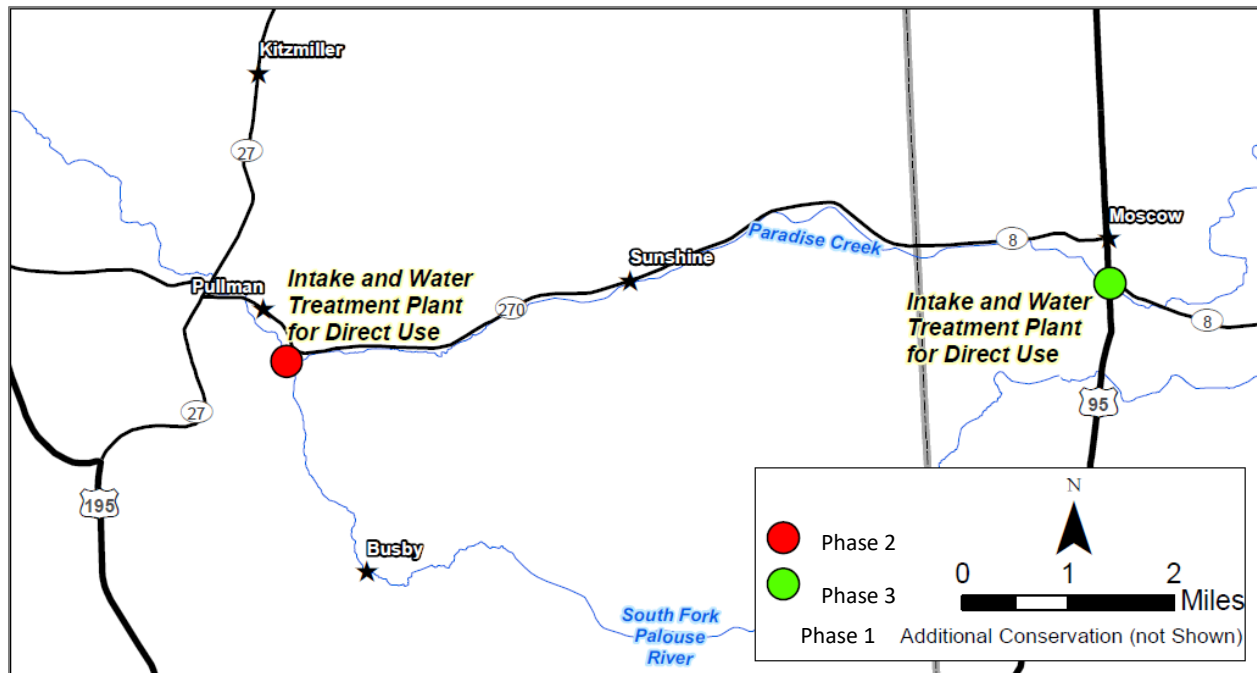 Kitzmiller
27
Moscow
Paradise Creek
8
Sunshine
Pullman
Intake and Water
Treatment Plant
for Direct Use
270
Intake and Water
Treatment Plant
for Direct Use
8
27
95
195
Busby
South Fork
Palouse
River
N
Phase 2
Phase 3
0 1 2
Miles
Phase 1 Additional Conservation (not Shown)